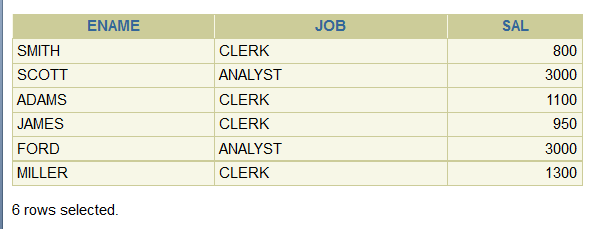 ENAME JOB SAL
SMITH CLERK 800
SCOTT ANALYST 3000
ADAMS CLERK 1100
JAMES CLERK 950
FORD ANALYST 3000
MILLER CLERK 1300
6 rows selected.